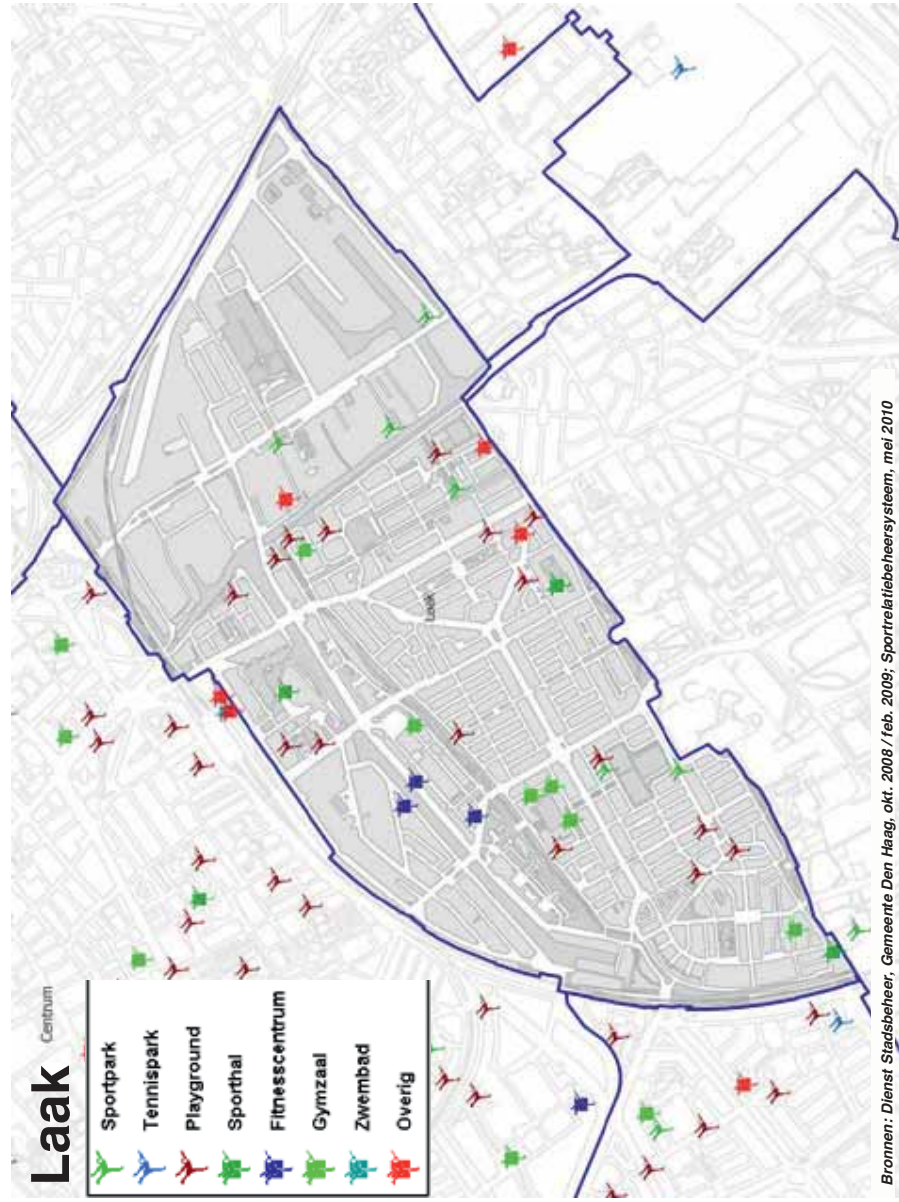 Laak
Centrum
Sportpark
Tennispark
Playground
Sporthal
Fitnesscentrum
Gymzaal
Zwembad
Overig
Laak
Bronnen: Dienst Stadsbeheer, Gemeente Den Haag, okt. 2008 / feb. 2009; Sportrelatiebeheersysteem, mei 2010